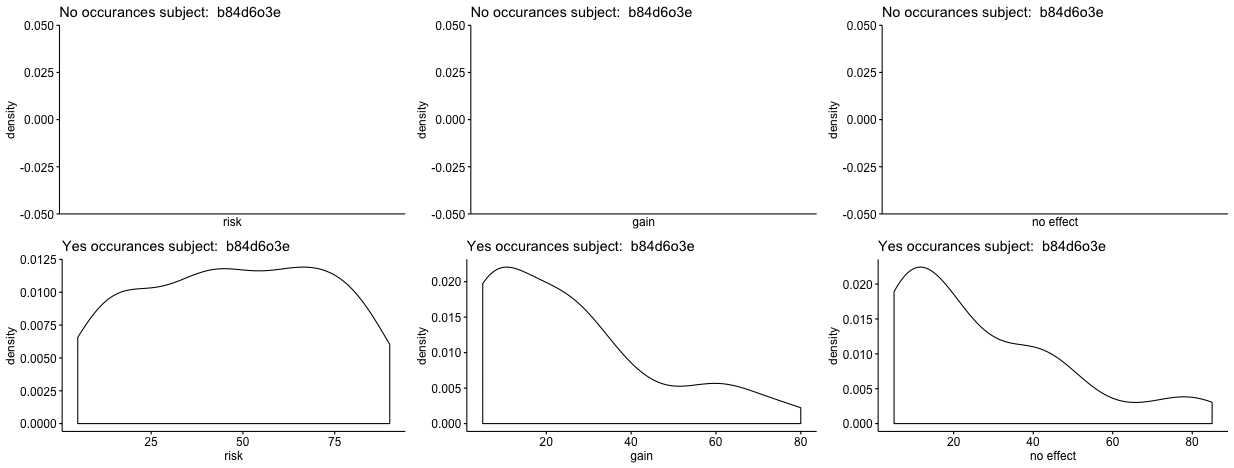 No occurances subject:  b84d6o3e
No occurances subject:  b84d6o3e
No occurances subject:  b84d6o3e
0.050
0.025
0.000
-0.025
-0.050
density
risk
0.050
0.025
0.000
-0.025
-0.050
density
gain
0.050
0.025
0.000
-0.025
-0.050
density
no effect
Yes occurances subject:  b84d6o3e
Yes occurances subject:  b84d6o3e
Yes occurances subject:  b84d6o3e
0.0125
0.0100
0.0075
0.0050
0.0025
0.0000
density
25 50 75
risk
0.020
0.015
0.010
0.005
0.000
density
20 40 60 80
gain
0.020
0.015
0.010
0.005
0.000
density
20 40 60 80
no effect